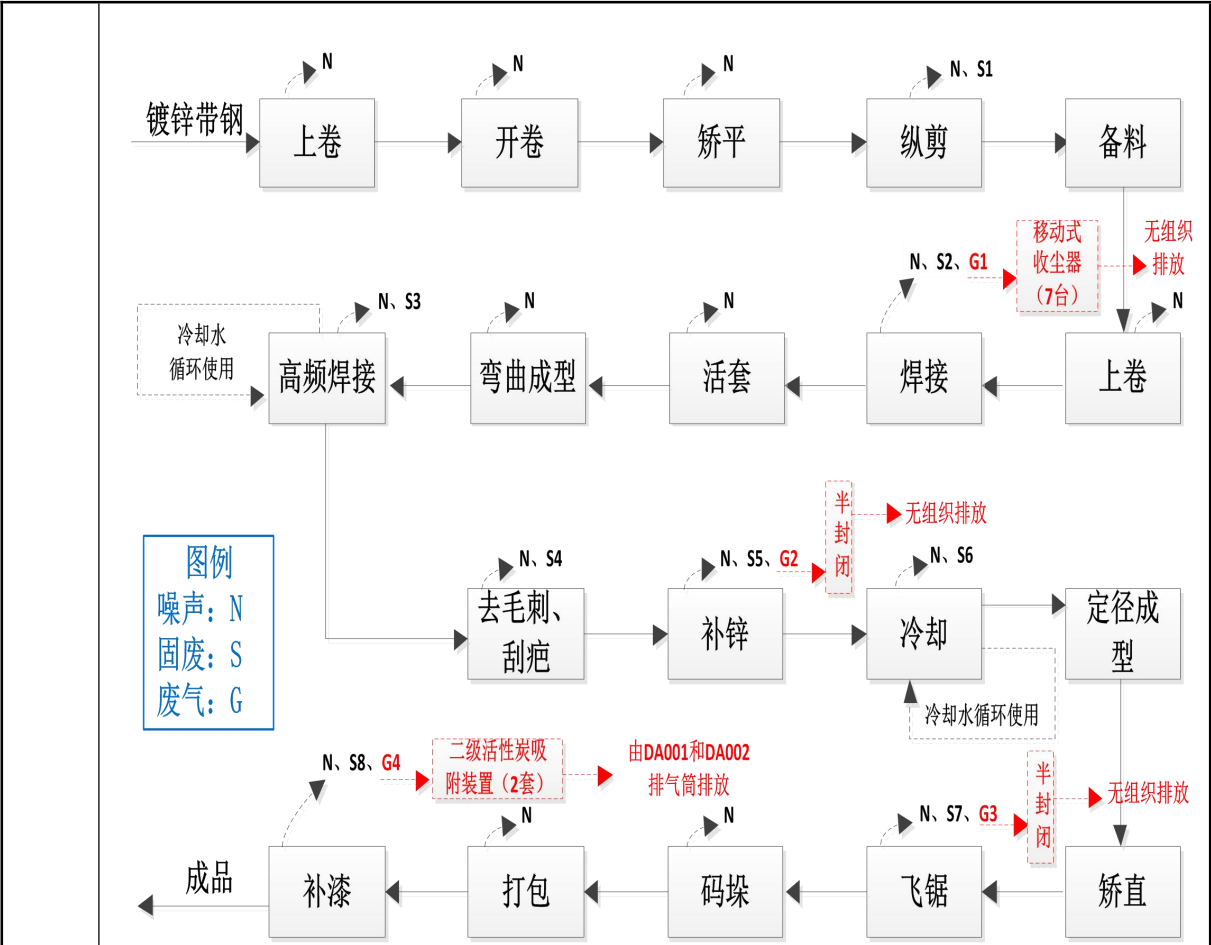 N
N
N
N、S1
镀锌带钢
上卷
开卷
矫平
纵剪
备料
N、S2、G1
移动式
收尘器
（7台）
无组织
排放
N
N、S3
N
N
冷却水
循环使用
高频焊接
弯曲成型
活套
焊接
上卷
半
封
闭
无组织排放
图例
噪声：N
固废：S
废气：G
N、S4
N、S5、G2
N、S6
去毛刺、
刮疤
补锌
冷却
定径成
型
冷却水循环使用
N、S8、G4
二级活性炭吸
附装置（2套）
由DA001和DA002
排气筒排放
N
N
N、S7、G3
半
封
闭
无组织排放
成品
补漆
打包
码垛
飞锯
矫直